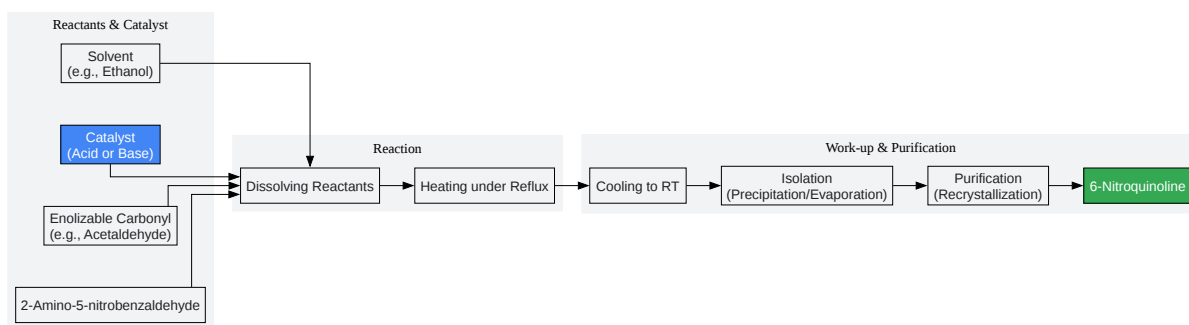 Reactants & Catalyst
Solvent
(e.g., Ethanol)
Catalyst
(Acid or Base)
Enolizable Carbonyl
(e.g., Acetaldehyde)
2-Amino-5-nitrobenzaldehyde
Reaction
Dissolving Reactants
Heating under Reflux
Work-up & Purification
Cooling to RT
Isolation
(Precipitation/Evaporation)
Purification
(Recrystallization)
6-Nitroquinoline